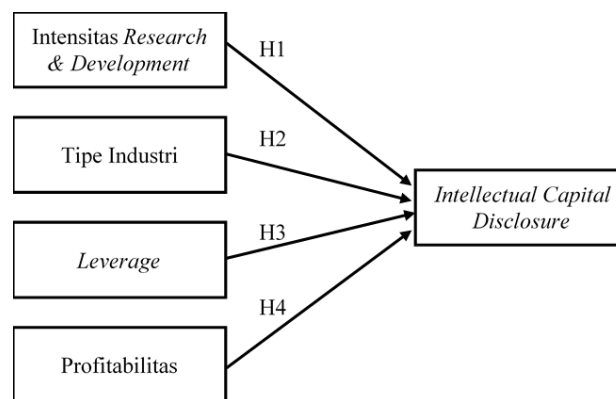 Intensitas Research
& Development
H1
Tipe Industri
H2
Intellectual Capital
Disclosure
Leverage
H3
H4
Profitabilitas